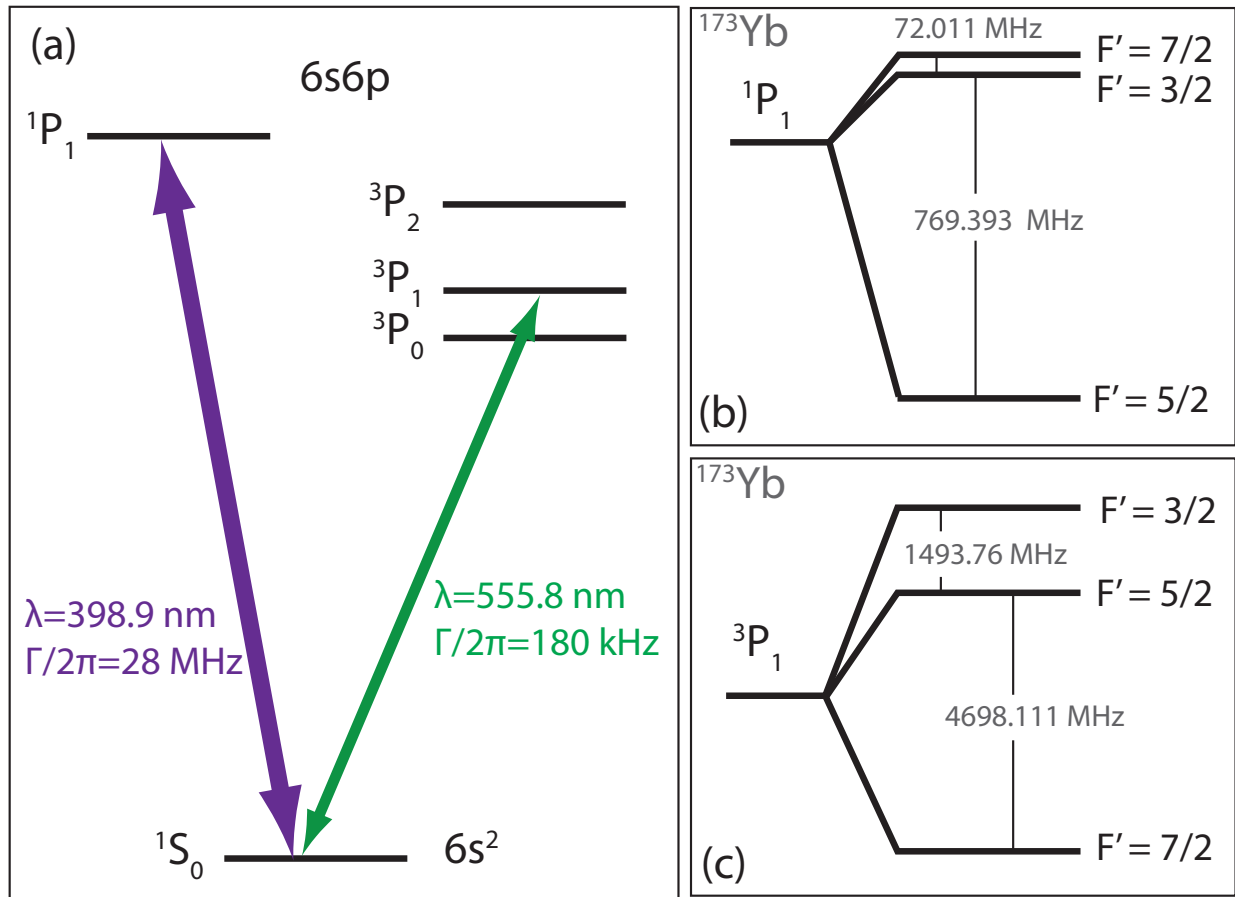 (a)
6s6p
¹P₁
³P₂
³P₁
³P₀
λ=398.9 nm
Γ/2π=28 MHz
λ=555.8 nm
Γ/2π=180 kHz
¹S₀
6s²
¹⁷³Yb
72.011 MHz
F′ = 7/2
F′ = 3/2
¹P₁
769.393 MHz
F′ = 5/2
(b)
¹⁷³Yb
F′ = 3/2
1493.76 MHz
F′ = 5/2
³P₁
4698.111 MHz
F′ = 7/2
(c)